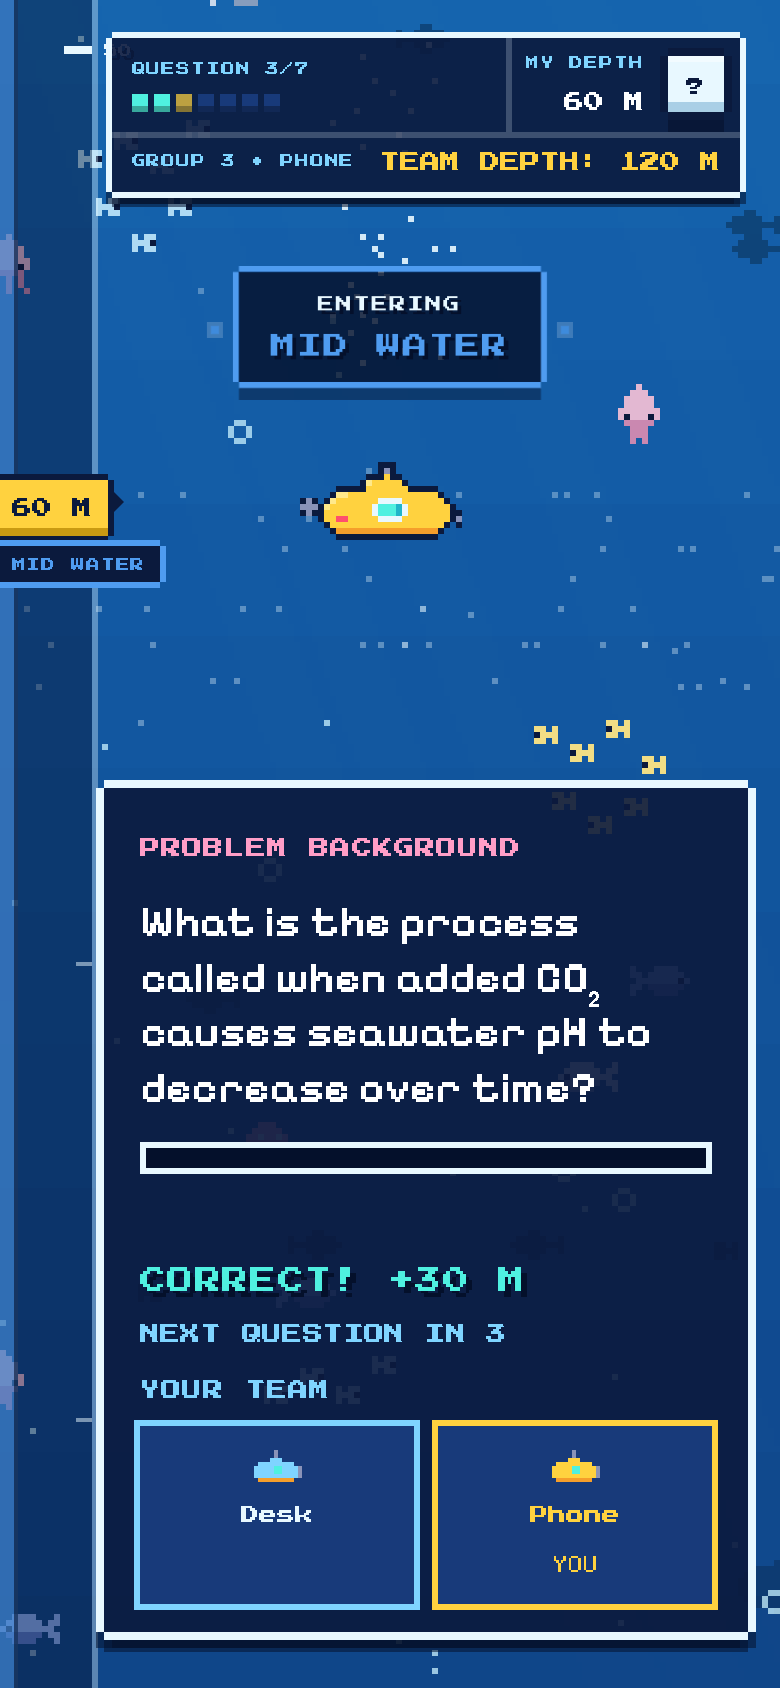 QUESTION 3/7
MY DEPTH
60 M
?
GROUP 3 • PHONE
TEAM DEPTH: 120 M
ENTERING
MID WATER
60 M
MID WATER
PROBLEM BACKGROUND
What is the process
called when added CO₂
causes seawater pH to
decrease over time?
CORRECT! +30 M
NEXT QUESTION IN 3
YOUR TEAM
Desk
Phone
YOU